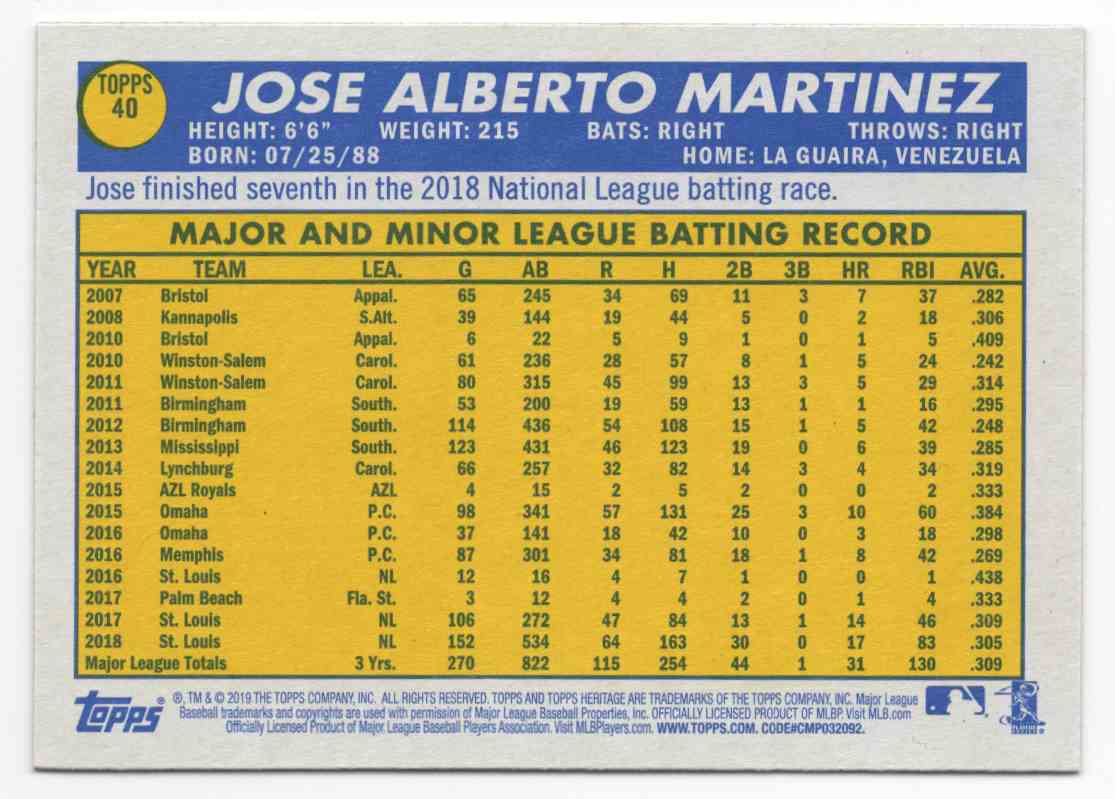 TOPPS
40
JOSE ALBERTO MARTINEZ
HEIGHT: 6'6" WEIGHT: 215 BATS: RIGHT THROWS: RIGHT
BORN: 07/25/88 HOME: LA GUAIRA, VENEZUELA
Jose finished seventh in the 2018 National League batting race.
MAJOR AND MINOR LEAGUE BATTING RECORD
YEAR TEAM LEA. G AB R H 2B 3B HR RBI AVG.
2007 Bristol Appal. 65 245 34 69 11 3 7 37 .282
2008 Kannapolis S.Alt. 39 144 19 44 5 0 2 18 .306
2010 Bristol Appal. 6 22 5 9 1 0 1 5 .409
2010 Winston-Salem Carol. 61 236 28 57 8 1 5 24 .242
2011 Winston-Salem Carol. 80 315 45 99 13 3 5 29 .314
2011 Birmingham South. 53 200 19 59 13 1 1 16 .295
2012 Birmingham South. 114 436 54 108 15 1 5 42 .248
2013 Mississippi South. 123 431 46 123 19 0 6 39 .285
2014 Lynchburg Carol. 66 257 32 82 14 3 4 34 .319
2015 AZL Royals AZL 4 15 2 5 2 0 0 2 .333
2015 Omaha P.C. 98 341 57 131 25 3 10 60 .384
2016 Omaha P.C. 37 141 18 42 10 0 3 18 .298
2016 Memphis P.C. 87 301 34 81 18 1 8 42 .269
2016 St. Louis NL 12 16 4 7 1 0 0 1 .438
2017 Palm Beach Fla. St. 3 12 4 4 2 0 1 4 .333
2017 St. Louis NL 106 272 47 84 13 1 14 46 .309
2018 St. Louis NL 152 534 64 163 30 0 17 83 .305
Major League Totals 3 Yrs. 270 822 115 254 44 1 31 130 .309
Topps ®, TM & © 2019 THE TOPPS COMPANY, INC. ALL RIGHTS RESERVED. TOPPS AND TOPPS HERITAGE ARE TRADEMARKS OF THE TOPPS COMPANY, INC. Major League
Baseball trademarks and copyrights are used with permission of Major League Baseball Properties, Inc. OFFICIALLY LICENSED PRODUCT OF MLBP. Visit MLB.com
Officially Licensed Product of Major League Baseball Players Association. Visit MLBPlayers.com. WWW.TOPPS.COM. CODE#CMP032092.